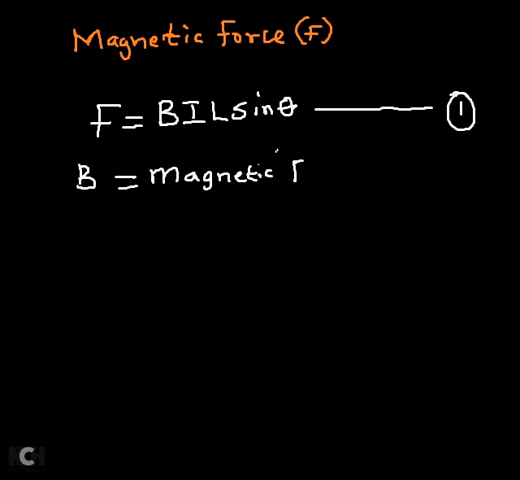 Magnetic force (F)
F = BILsinθ ——— ①
B = Magnetic